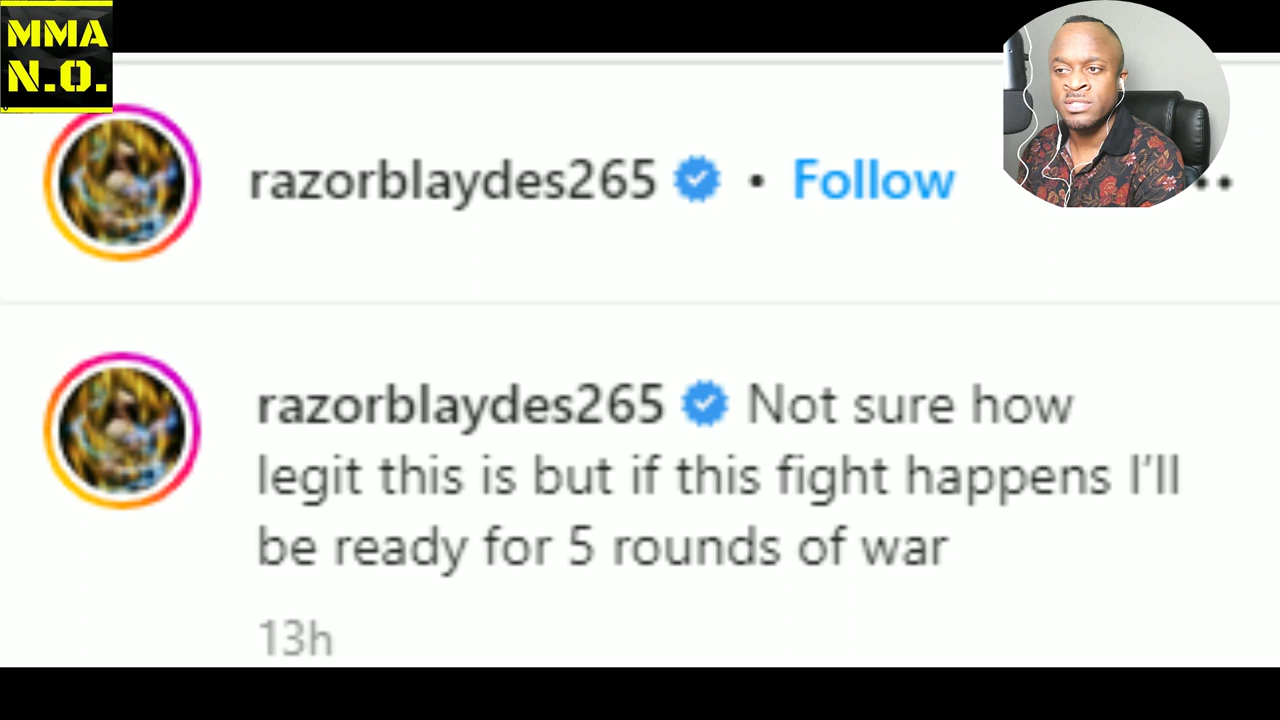 MMA
N.O.
razorblaydes265 • Follow
razorblaydes265 Not sure how
legit this is but if this fight happens I’ll
be ready for 5 rounds of war
13h